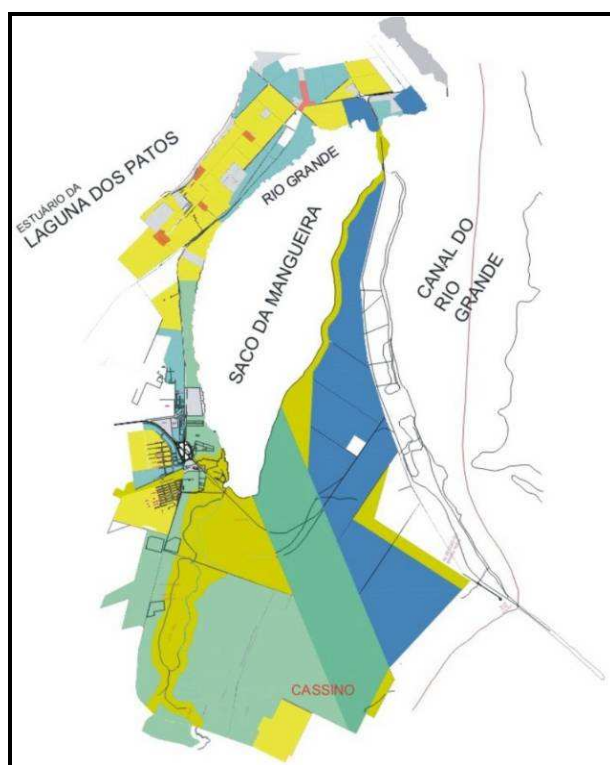 ESTUÁRIO DA
LAGUNA DOS PATOS
RIO GRANDE
SACO DA MANGUEIRA
CANAL DO
RIO
GRANDE
CASSINO